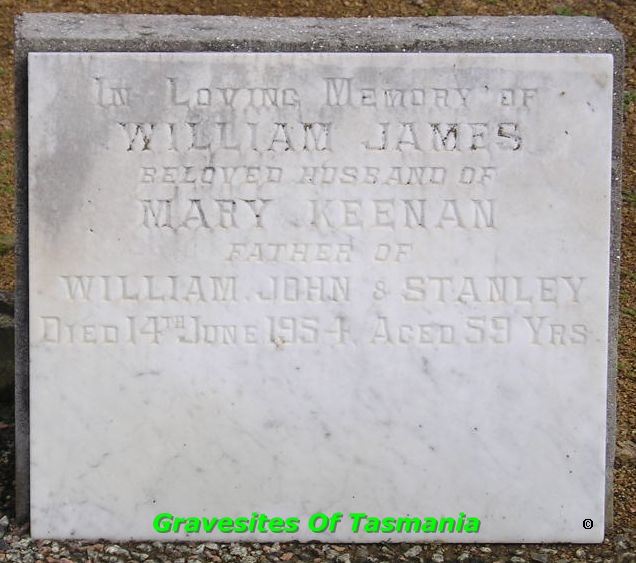 In Loving Memory of
WILLIAM JAMES
BELOVED HUSBAND OF
MARY KEENAN
FATHER OF
WILLIAM. JOHN & STANLEY
Died 14TH June 1954. Aged 59 Yrs
Gravesites Of Tasmania ©